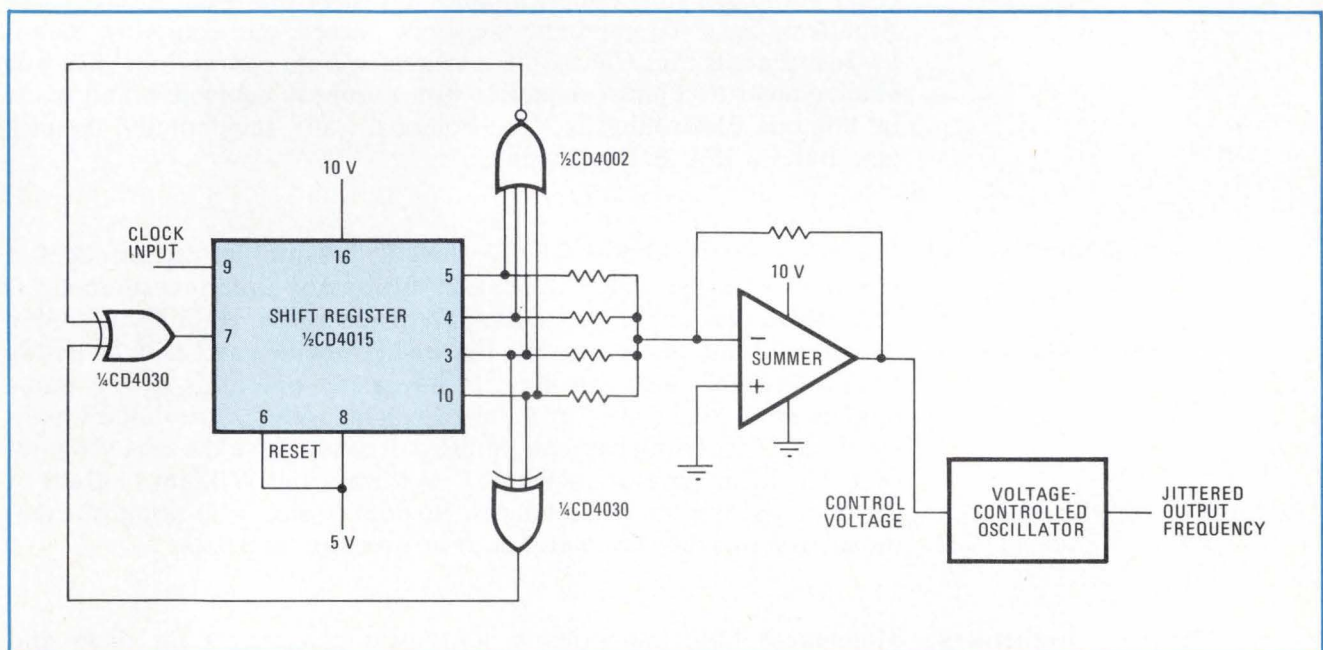 ½CD4002
10 V
CLOCK
INPUT
9
16
5
SHIFT REGISTER
½CD4015
4
7
3
10
¼CD4030
6
8
RESET
5 V
10 V
−
SUMMER
+
¼CD4030
CONTROL
VOLTAGE
VOLTAGE-
CONTROLLED
OSCILLATOR
JITTERED
OUTPUT
FREQUENCY